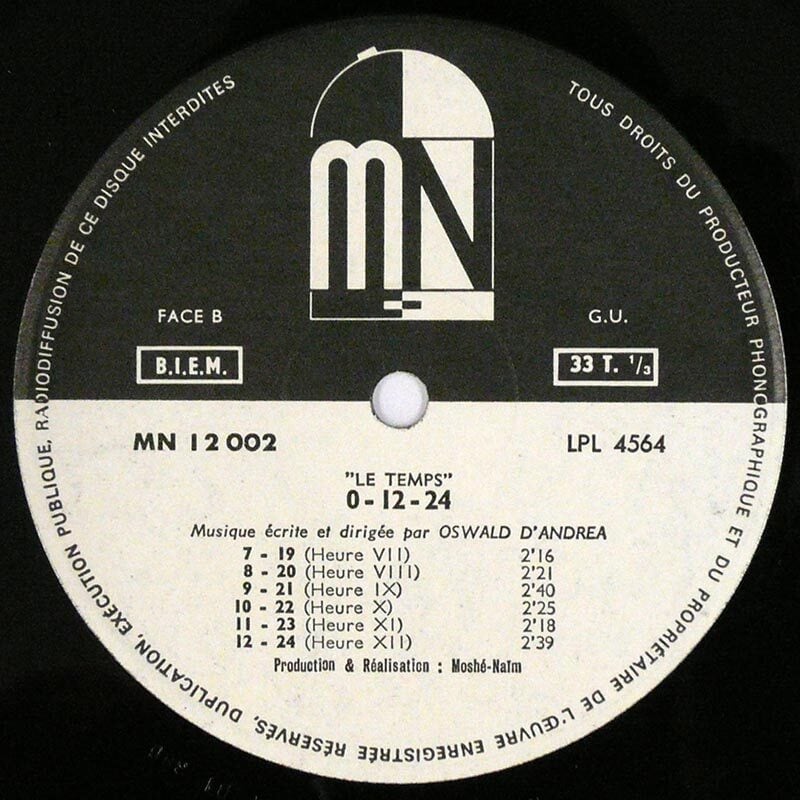 TOUS DROITS DU PRODUCTEUR PHONOGRAPHIQUE ET DU PROPRIÉTAIRE DE L'ŒUVRE ENREGISTRÉE RÉSERVÉS, DUPLICATION, EXÉCUTION PUBLIQUE, RADIODIFFUSION DE CE DISQUE INTERDITES
MN
FACE B
G.U.
B.I.E.M.
33 T. 1/3
MN 12 002
LPL 4564
"LE TEMPS"
0-12-24
Musique écrite et dirigée par OSWALD D'ANDREA
7 - 19 (Heure VII) 2'16
8 - 20 (Heure VIII) 2'21
9 - 21 (Heure IX) 2'40
10 - 22 (Heure X) 2'25
11 - 23 (Heure XI) 2'18
12 - 24 (Heure XII) 2'39
Production & Réalisation : Moshé-Naïm